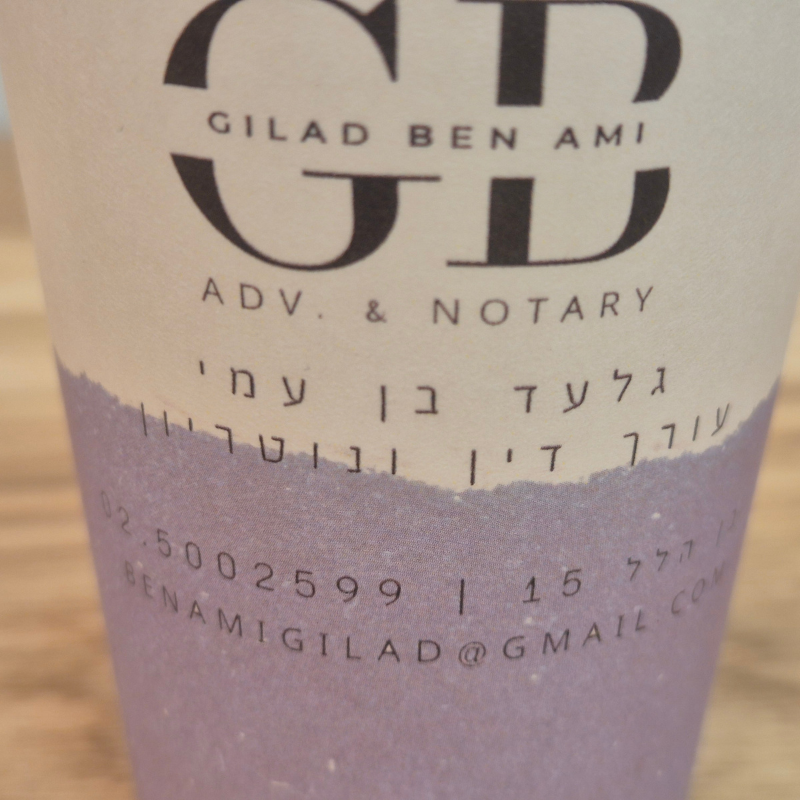 GB
GILAD BEN AMI
ADV. & NOTARY
גלעד בן עמי
עורך דין ונוטריון
הלל 15 | 02.5002599
BENAMIGILAD@GMAIL.COM